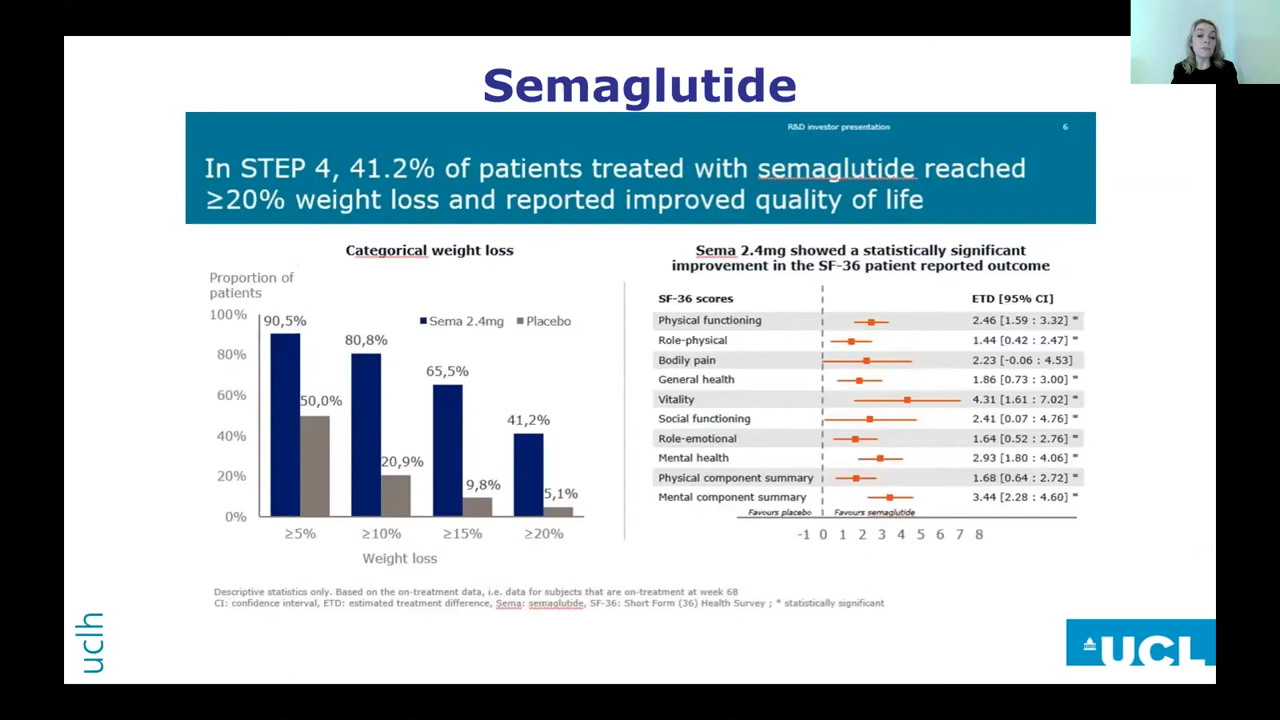 Semaglutide
R&D investor presentation 6
In STEP 4, 41.2% of patients treated with semaglutide reached
≥20% weight loss and reported improved quality of life
Categorical weight loss
Proportion of
patients
100%
80%
60%
40%
20%
0%
Sema 2.4mg Placebo
90,5%
50,0%
80,8%
20,9%
65,5%
9,8%
41,2%
5,1%
≥5% ≥10% ≥15% ≥20%
Weight loss
Sema 2.4mg showed a statistically significant
improvement in the SF-36 patient reported outcome
SF-36 scores ETD [95% CI]
Physical functioning 2.46 [1.59 : 3.32] *
Role-physical 1.44 [0.42 : 2.47] *
Bodily pain 2.23 [-0.06 : 4.53]
General health 1.86 [0.73 : 3.00] *
Vitality 4.31 [1.61 : 7.02] *
Social functioning 2.41 [0.07 : 4.76] *
Role-emotional 1.64 [0.52 : 2.76] *
Mental health 2.93 [1.80 : 4.06] *
Physical component summary 1.68 [0.64 : 2.72] *
Mental component summary 3.44 [2.28 : 4.60] *
Favours placebo Favours semaglutide
-1 0 1 2 3 4 5 6 7 8
Descriptive statistics only. Based on the on-treatment data, i.e. data for subjects that are on-treatment at week 68
CI: confidence interval, ETD: estimated treatment difference, Sema: semaglutide, SF-36: Short Form (36) Health Survey ; * statistically significant
uclh
UCL